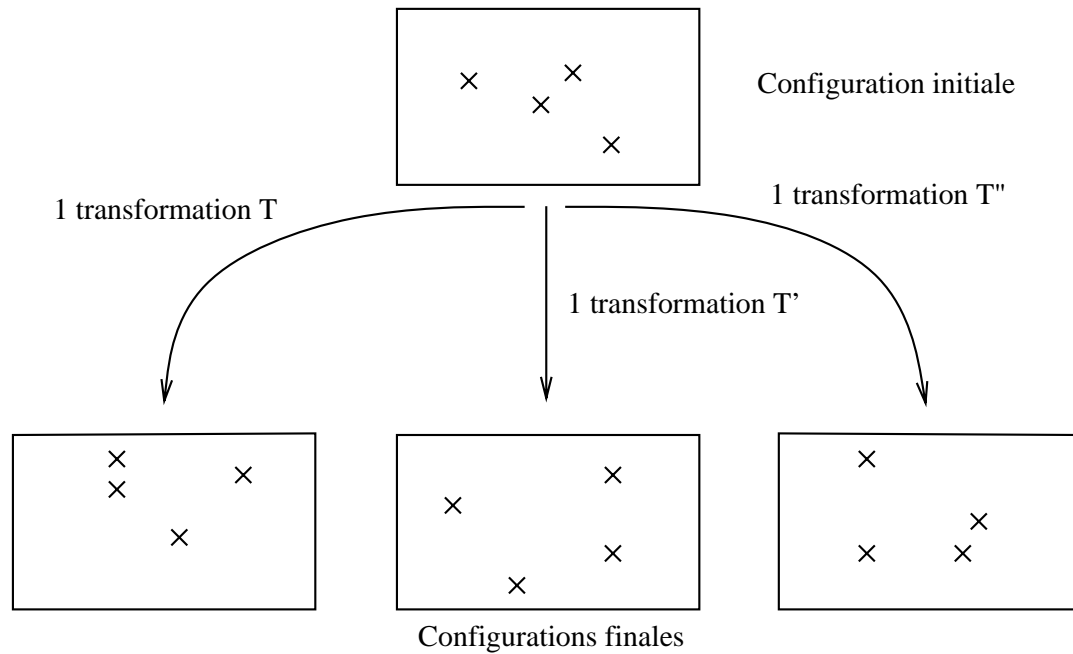 Configuration initiale
1 transformation T
1 transformation T"
1 transformation T’
Configurations finales